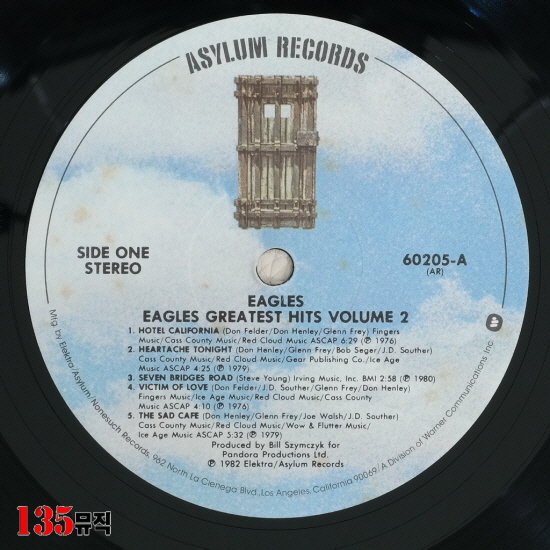 ASYLUM RECORDS
SIDE ONE
STEREO
60205-A
(AR)
EAGLES
EAGLES GREATEST HITS VOLUME 2
1. HOTEL CALIFORNIA (Don Felder/Don Henley/Glenn Frey) Fingers
Music/Cass County Music/Red Cloud Music ASCAP 6:29 ℗ (1976)
2. HEARTACHE TONIGHT (Don Henley/Glenn Frey/Bob Seger/J.D. Souther)
Cass County Music/Red Cloud Music/Gear Publishing Co./Ice Age
Music ASCAP 4:25 ℗ (1979)
3. SEVEN BRIDGES ROAD (Steve Young) Irving Music, Inc. BMI 2:58 ℗ (1980)
4. VICTIM OF LOVE (Don Felder/J.D. Souther/Glenn Frey/Don Henley)
Fingers Music/Ice Age Music/Red Cloud Music/Cass County
Music ASCAP 4:10 ℗ (1976)
5. THE SAD CAFE (Don Henley/Glenn Frey/Joe Walsh/J.D. Souther)
Cass County Music/Red Cloud Music/Wow & Flutter Music/
Ice Age Music ASCAP 5:32 ℗ (1979)
Produced by Bill Szymczyk for
Pandora Productions Ltd.
℗ 1982 Elektra/Asylum Records
Mfg. by Elektra/Asylum/Nonesuch Records, 962 North La Cienega Blvd., Los Angeles, California 90069/A Division of Warner Communications Inc.
135뮤직